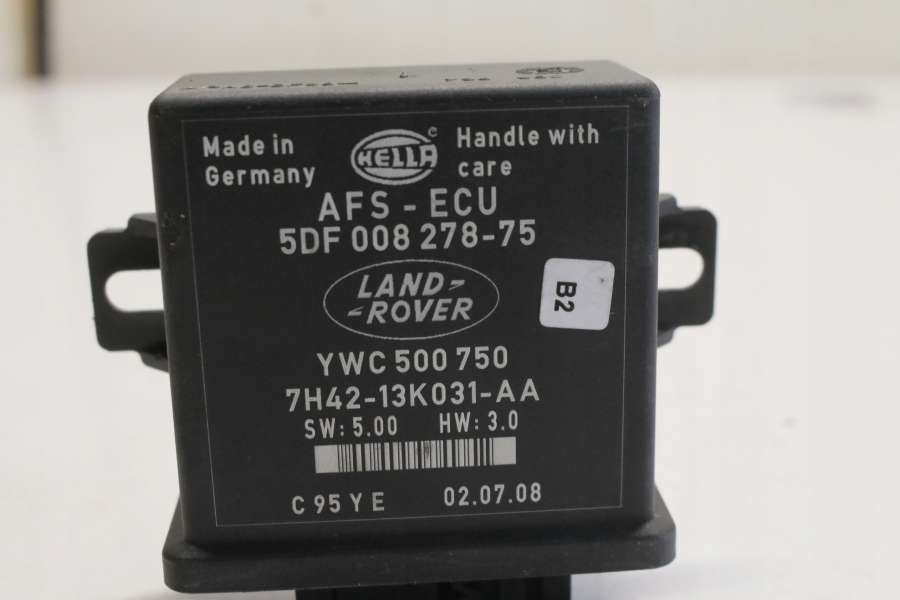 Made in
Germany
HELLA
Handle with
care
AFS - ECU
5DF 008 278-75
LAND-
-ROVER
B2
YWC 500 750
7H42-13K031-AA
SW: 5.00 HW: 3.0
C 95 Y E 02.07.08